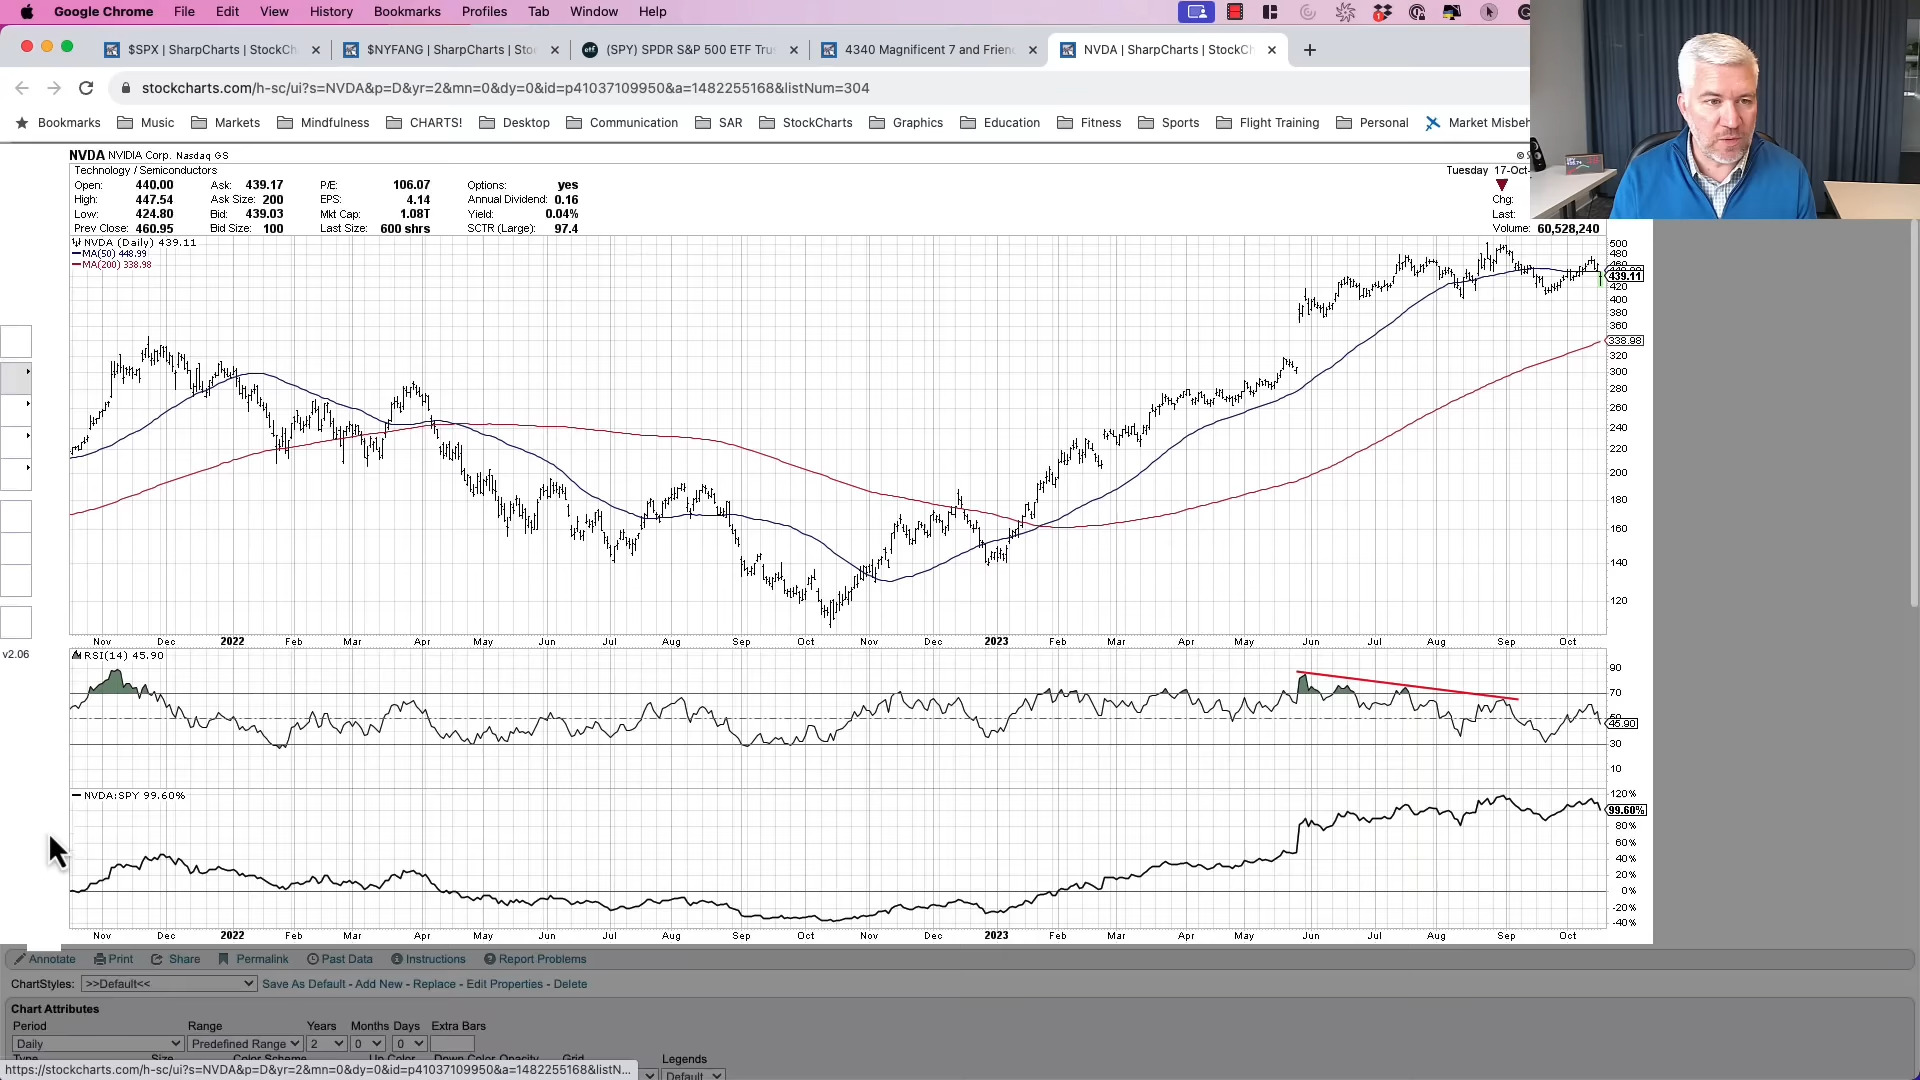 Google Chrome File Edit View History Bookmarks Profiles Tab Window Help
$SPX | SharpCharts | StockCh
$NYFANG | SharpCharts | Sto
(SPY) SPDR S&P 500 ETF Tru
4340 Magnificent 7 and Frien
NVDA | SharpCharts | StockCh
stockcharts.com/h-sc/ui?s=NVDA&p=D&yr=2&mn=0&dy=0&id=p41037109950&a=1482255168&listNum=304
Bookmarks Music Markets Mindfulness CHARTS! Desktop Communication SAR StockCharts Graphics Education Fitness Sports Flight Training Personal Market Misbeh
NVDA NVIDIA Corp. Nasdaq GS
Technology / Semiconductors Tuesday 17-Oct-
Open: 440.00 Ask: 439.17 P/E: 106.07 Options: yes
High: 447.54 Ask Size: 200 EPS: 4.14 Annual Dividend: 0.16 Chg:
Low: 424.80 Bid: 439.03 Mkt Cap: 1.08T Yield: 0.04% Last:
Prev Close: 460.95 Bid Size: 100 Last Size: 600 shrs SCTR (Large): 97.4 Volume: 60,528,240
NVDA (Daily) 439.11
MA(50) 448.99
MA(200) 338.98
500
480
460
439.11
420
400
380
360
338.98
320
300
280
260
240
220
200
180
160
140
120
Nov Dec 2022 Feb Mar Apr May Jun Jul Aug Sep Oct Nov Dec 2023 Feb Mar Apr May Jun Jul Aug Sep Oct
v2.06
RSI(14) 45.90
90
70
50
45.90
30
10
NVDA:SPY 99.60%
120%
99.60%
80%
60%
40%
20%
0%
-20%
-40%
Nov Dec 2022 Feb Mar Apr May Jun Jul Aug Sep Oct Nov Dec 2023 Feb Mar Apr May Jun Jul Aug Sep Oct
Annotate Print Share Permalink Past Data Instructions Report Problems
ChartStyles: >>Default<< Save As Default - Add New - Replace - Edit Properties - Delete
Chart Attributes
Period Range Years Months Days Extra Bars
Daily Predefined Range 2 0 0
Type Size Color Scheme Up Color Down Color Opacity Grid Legends
Default
https://stockcharts.com/h-sc/ui?s=NVDA&p=D&yr=2&mn=0&dy=0&id=p41037109950&a=1482255168&listN...